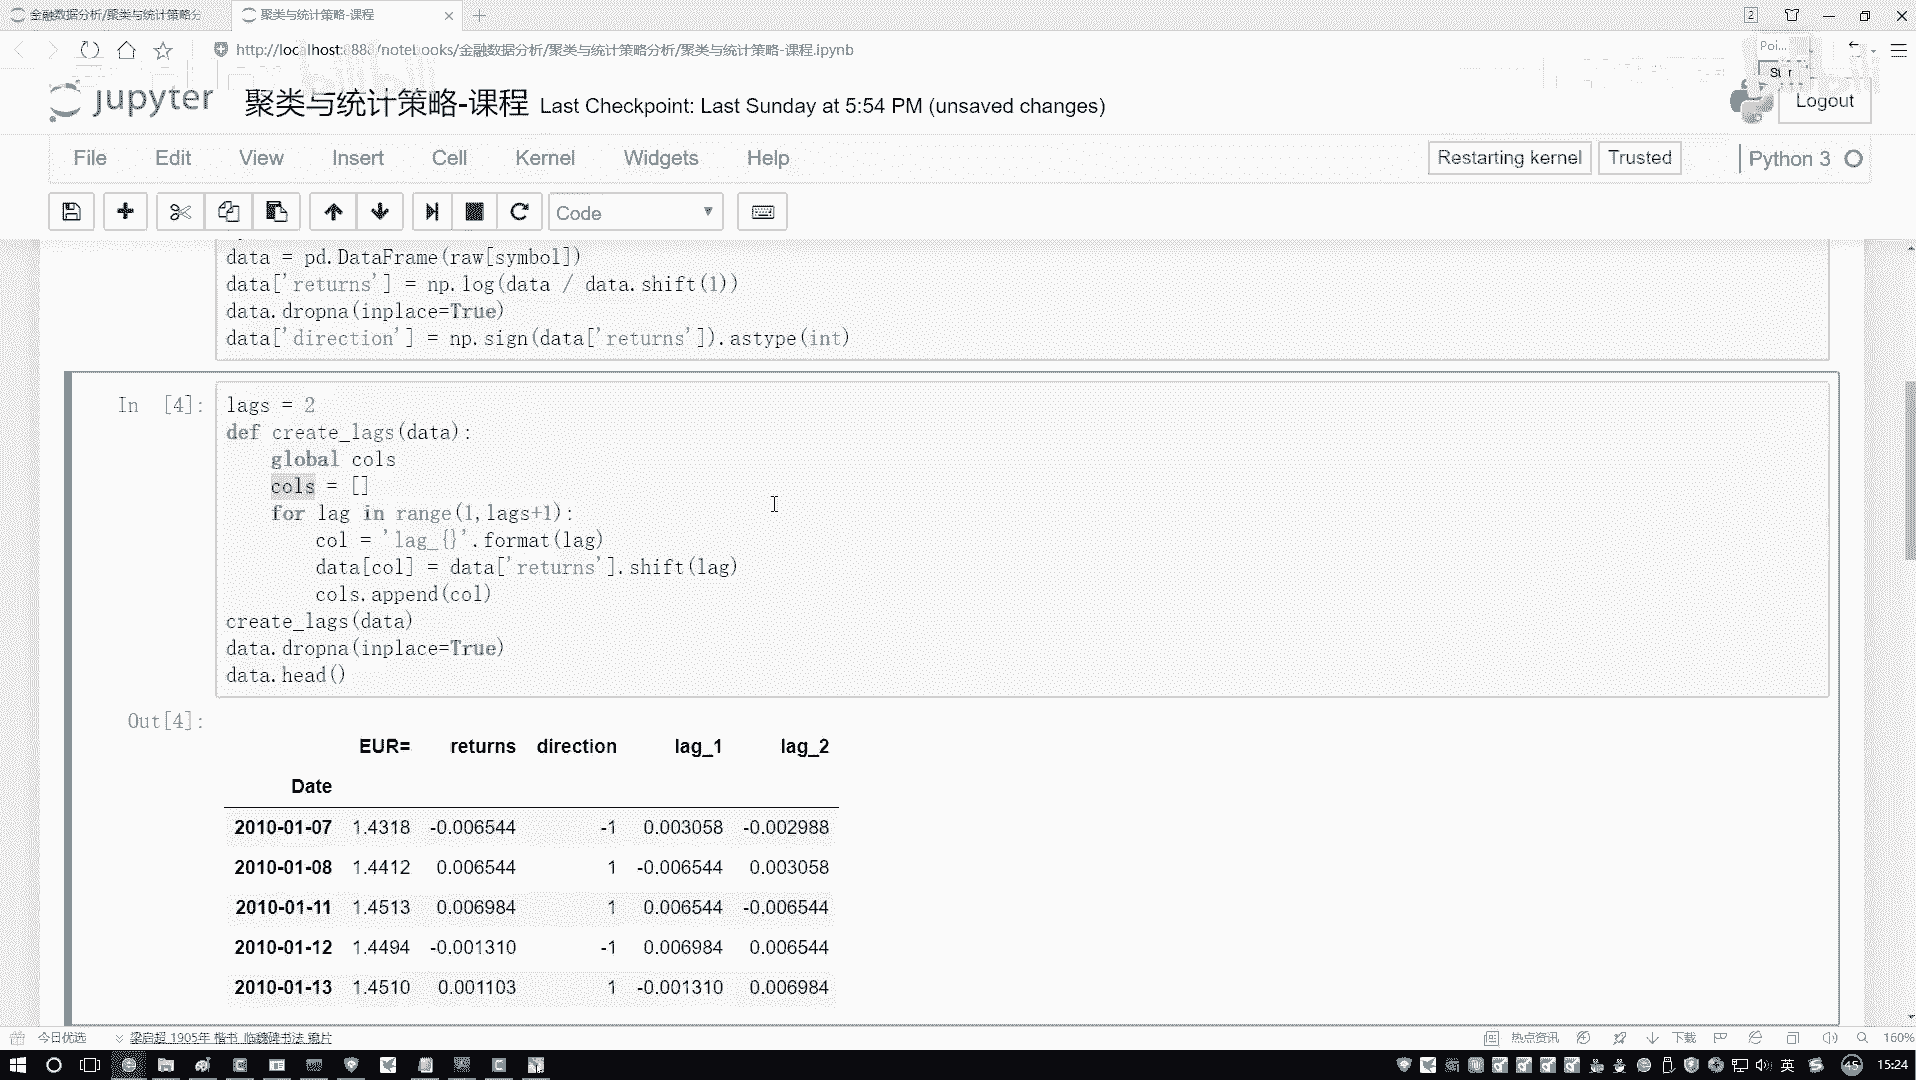 金融数据分析/聚类与统计策略分
聚类与统计策略-课程
2
http://localhost:888/notebooks/金融数据分析/聚类与统计策略分析/聚类与统计策略-课程.ipynb
Poi...
jupyter 聚类与统计策略-课程 Last Checkpoint: Last Sunday at 5:54 PM (unsaved changes)
Logout
File Edit View Insert Cell Kernel Widgets Help
Restarting kernel Trusted Python 3
Code
data = pd.DataFrame(raw[symbol])
data['returns'] = np.log(data / data.shift(1))
data.dropna(inplace=True)
data['direction'] = np.sign(data['returns']).astype(int)
In [4]:
lags = 2
def create_lags(data):
global cols
cols = []
for lag in range(1,lags+1):
col = 'lag_{}'.format(lag)
data[col] = data['returns'].shift(lag)
cols.append(col)
create_lags(data)
data.dropna(inplace=True)
data.head()
Out[4]:
EUR= returns direction lag_1 lag_2
Date
2010-01-07 1.4318 -0.006544 -1 0.003058 -0.002988
2010-01-08 1.4412 0.006544 1 -0.006544 0.003058
2010-01-11 1.4513 0.006984 1 0.006544 -0.006544
2010-01-12 1.4494 -0.001310 -1 0.006984 0.006544
2010-01-13 1.4510 0.001103 1 -0.001310 0.006984
今日优选 梁启超 1905年 楷书 临魏碑书法 镜片
热点资讯 下载 160%
英 45 15:24